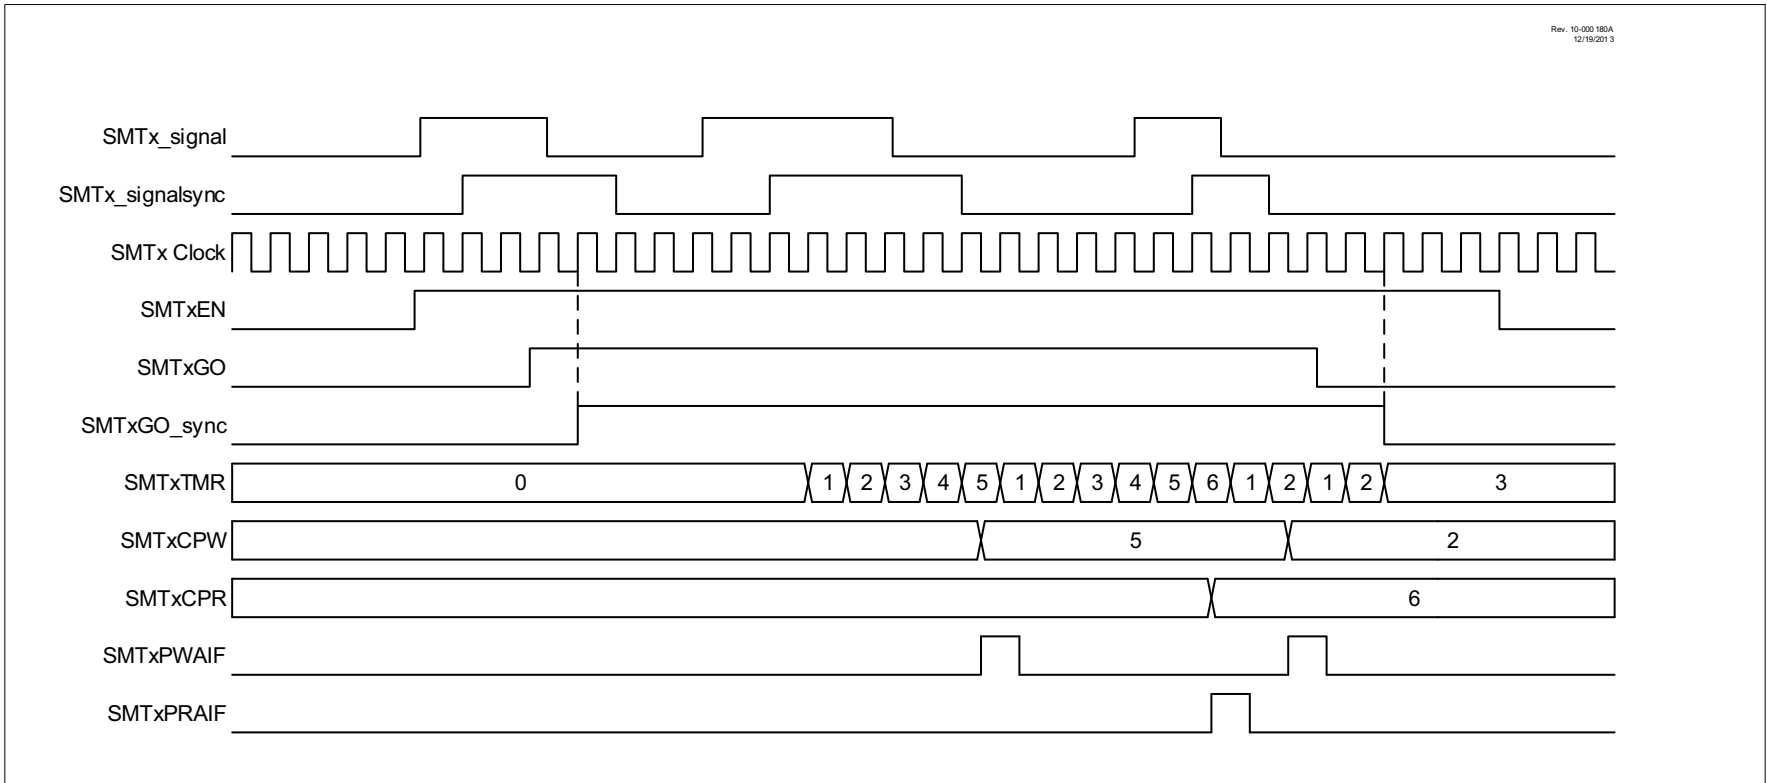 Rev. 10-000 180A
12/19/201 3
SMTx_signal
SMTx_signalsync
SMTx Clock
SMTxEN
SMTxGO
SMTxGO_sync
SMTxTMR 0 1 2 3 4 5 1 2 3 4 5 6 1 2 1 2 3
SMTxCPW 5 2
SMTxCPR 6
SMTxPWAIF
SMTxPRAIF